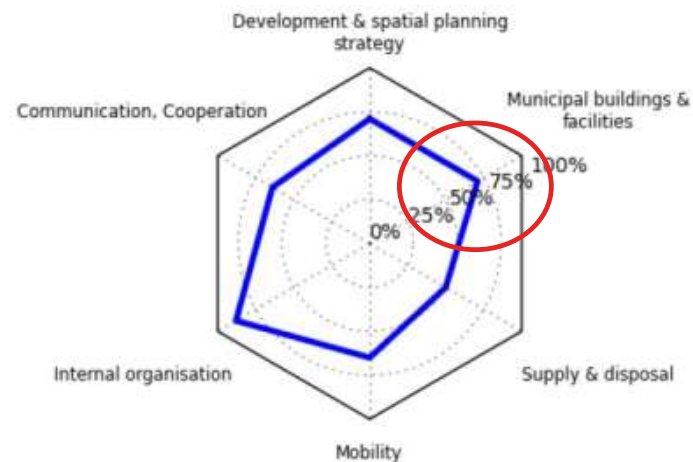 Development & spatial planning
strategy
Municipal buildings &
facilities
Communication, Cooperation
100%
75%
50%
25%
0%
Internal organisation
Supply & disposal
Mobility